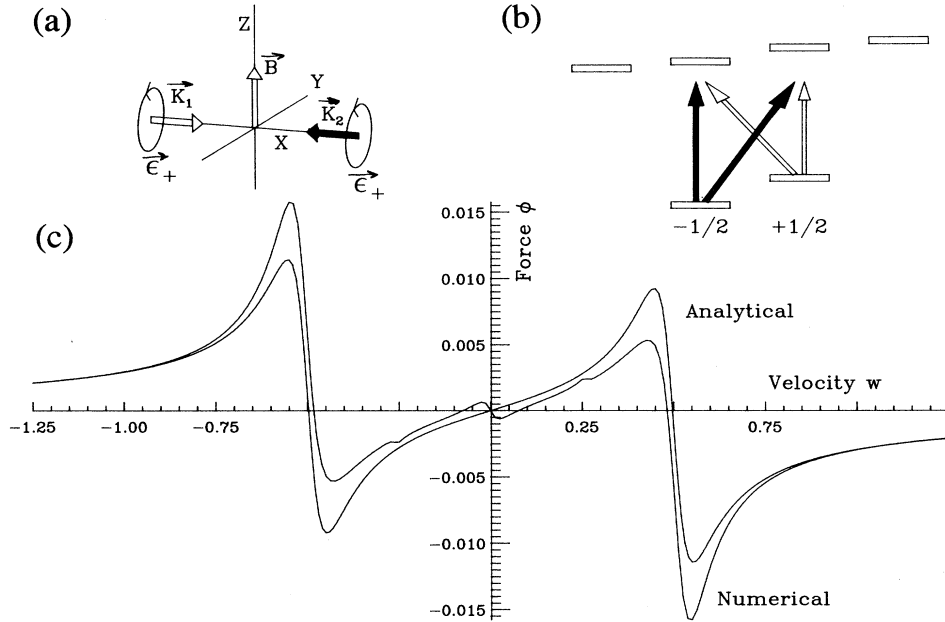 (a)
Z
B
Y
K1
K2
X
ϵ+
ϵ+
(b)
−1/2
+1/2
(c)
Force ϕ
0.015
0.010
0.005
−0.005
−0.010
−0.015
Analytical
Velocity w
−1.25
−1.00
−0.75
0.25
0.75
Numerical